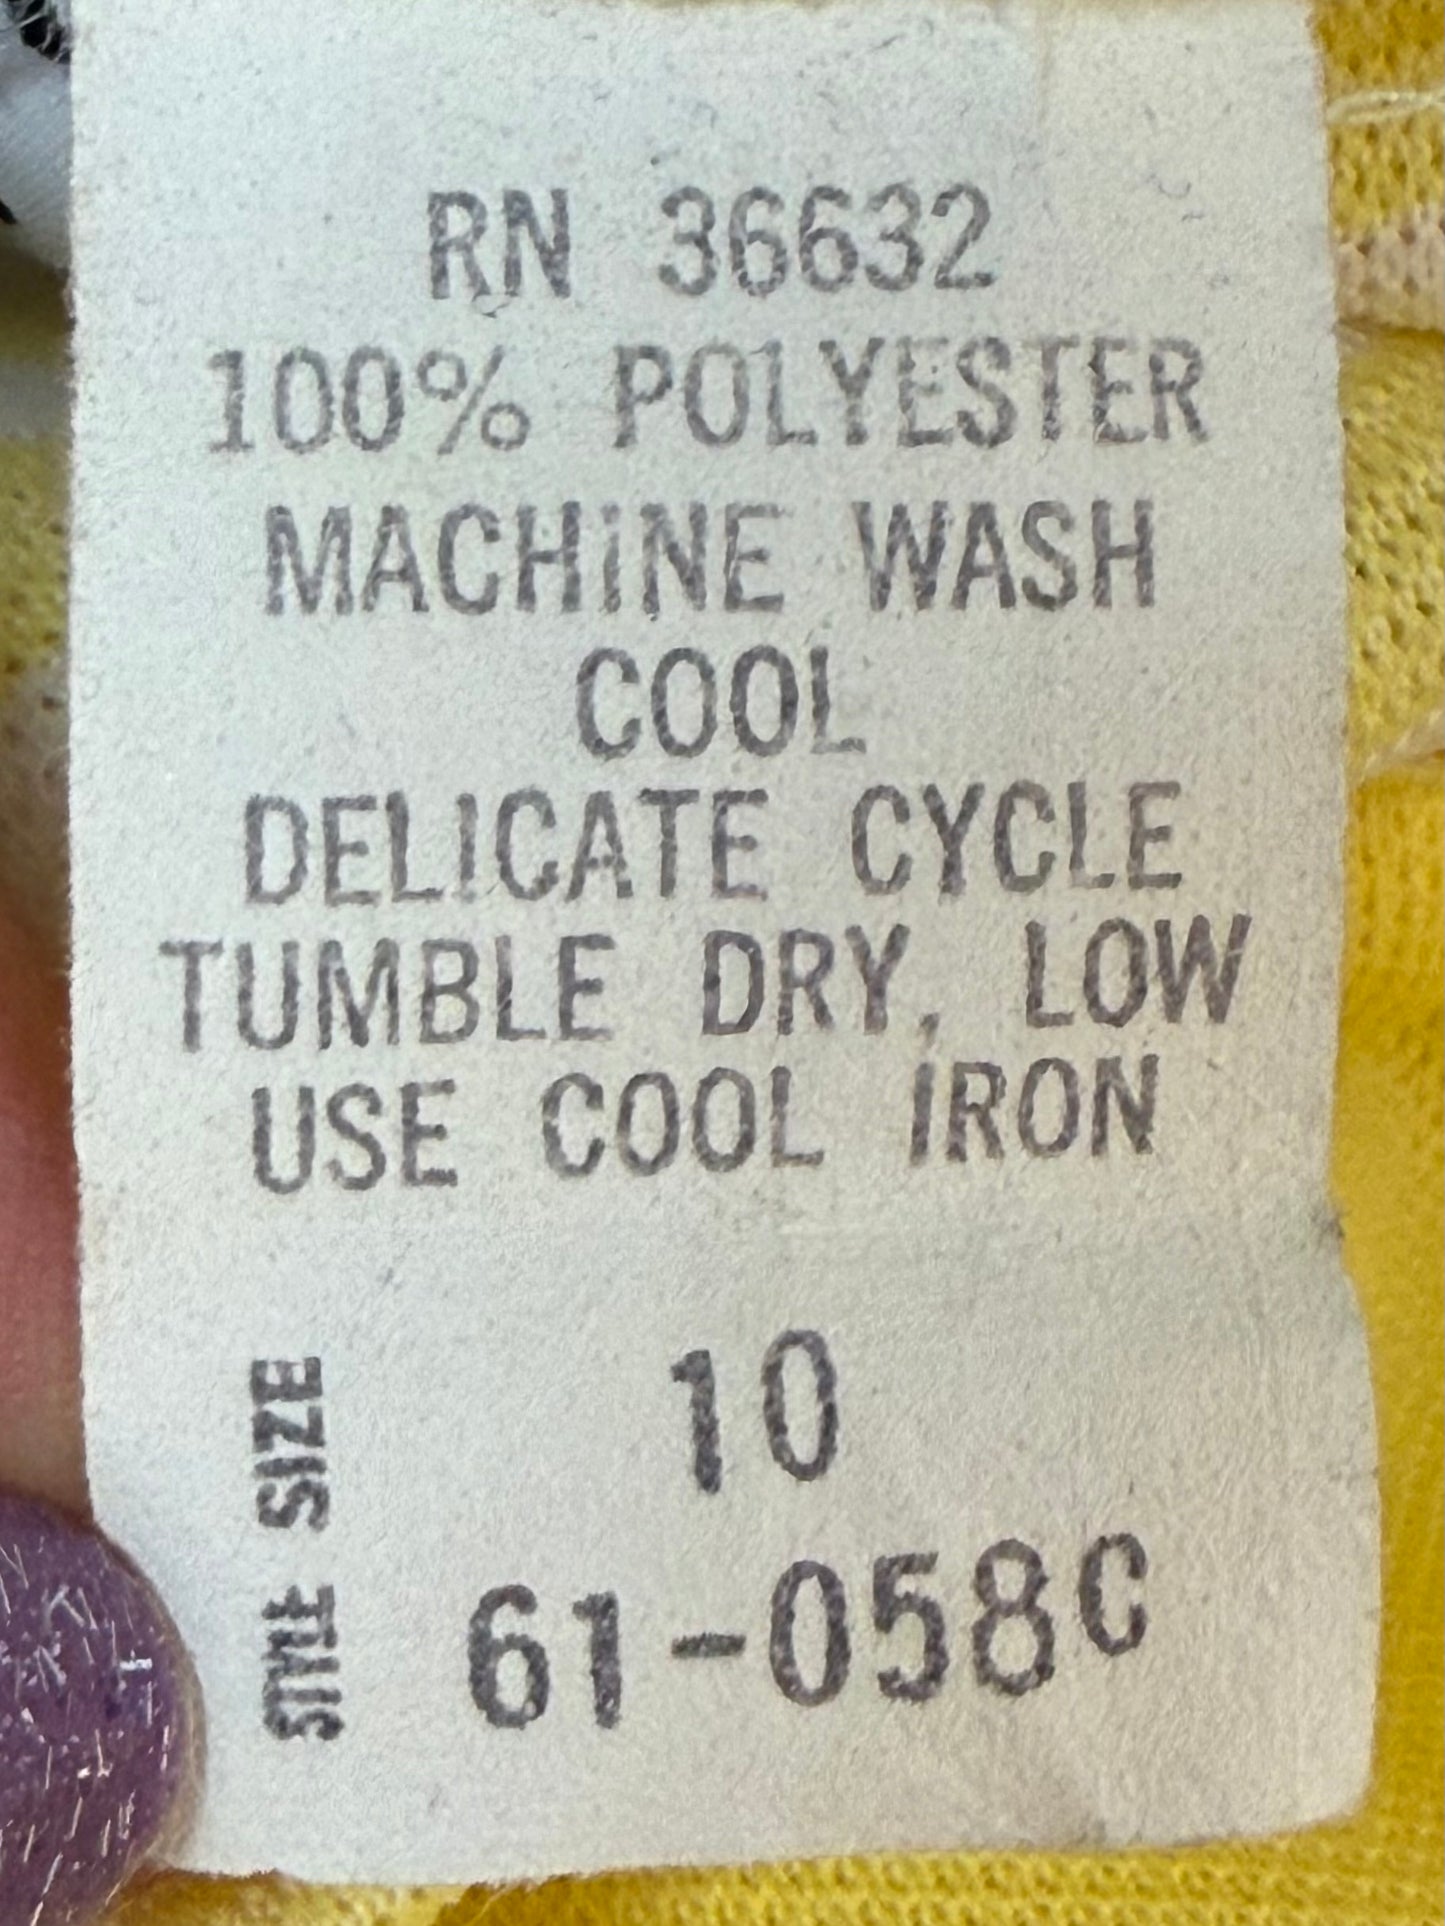 RN 36632
100% POLYESTER
MACHINE WASH
COOL
DELICATE CYCLE
TUMBLE DRY, LOW
USE COOL IRON
SIZE 10
STYLE 61-058C